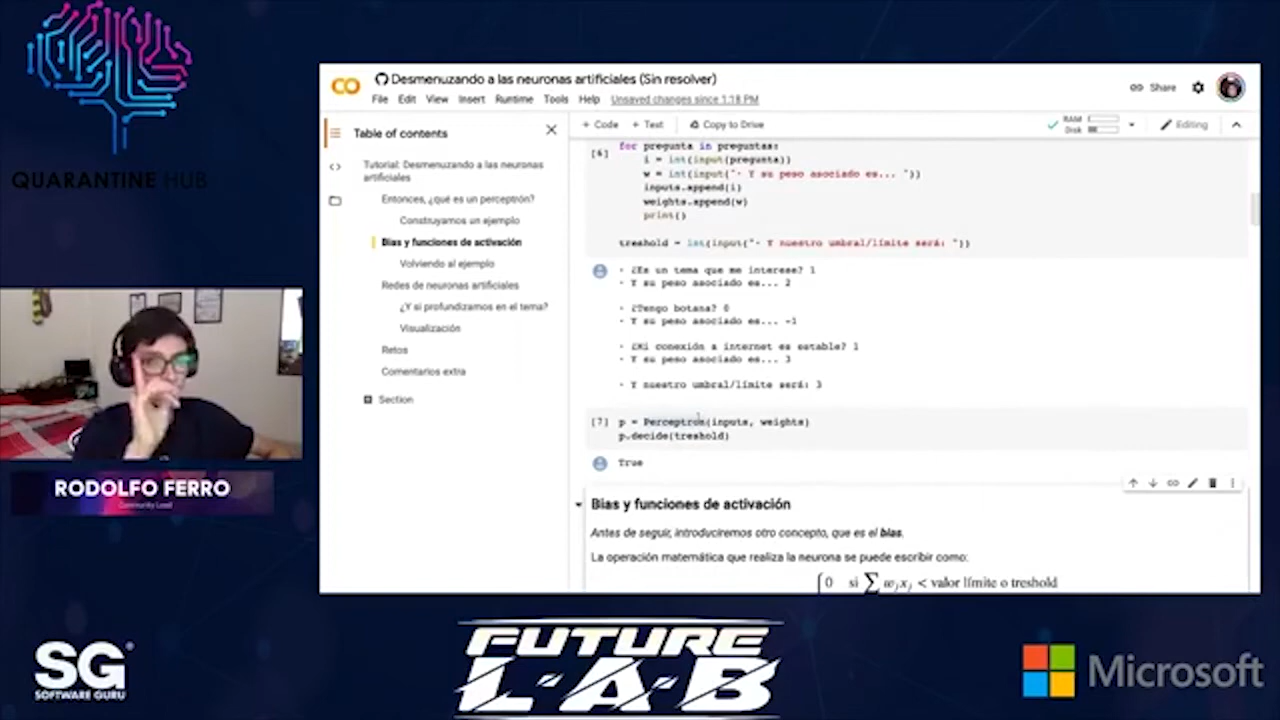 QUARANTINE HUB
RODOLFO FERRO
Community Lead
Desmenuzando a las neuronas artificiales (Sin resolver)
File Edit View Insert Runtime Tools Help Unsaved changes since 1:18 PM
Share
Table of contents
Tutorial: Desmenuzando a las neuronas
artificiales
Entonces, ¿qué es un perceptrón?
Construyamos un ejemplo
Bias y funciones de activación
Volviendo al ejemplo
Redes de neuronas artificiales
¿Y si profundizamos en el tema?
Visualización
Retos
Comentarios extra
Section
+ Code + Text Copy to Drive
RAM
Disk
Editing
[6] for pregunta in preguntas:
i = int(input(pregunta))
w = int(input("- Y su peso asociado es... "))
inputs.append(i)
weights.append(w)
print()
treshold = int(input("- Y nuestro umbral/límite será: "))
- ¿Es un tema que me interese? 1
- Y su peso asociado es... 2
- ¿Tengo botana? 0
- Y su peso asociado es... -1
- ¿Mi conexión a internet es estable? 1
- Y su peso asociado es... 3
- Y nuestro umbral/límite será: 3
[7] p = Perceptron(inputs, weights)
p.decide(treshold)
True
Bias y funciones de activación
Antes de seguir, introduciremos otro concepto, que es el bias.
La operación matemática que realiza la neurona se puede escribir como:
0 si ∑ wjxj < valor límite o treshold
SG
SOFTWARE GURU
FUTURE
L·A·B
Microsoft